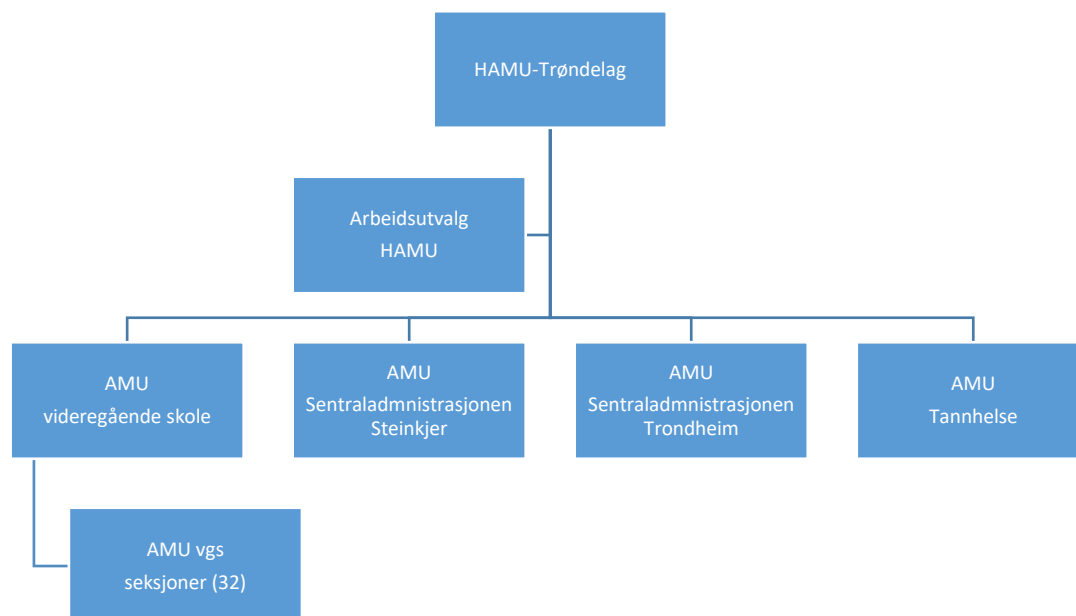 HAMU-Trøndelag
Arbeidsutvalg
HAMU
AMU
videregående skole
AMU
Sentraladmnistrasjonen
Steinkjer
AMU
Sentraladmnistrasjonen
Trondheim
AMU
Tannhelse
AMU vgs
seksjoner (32)